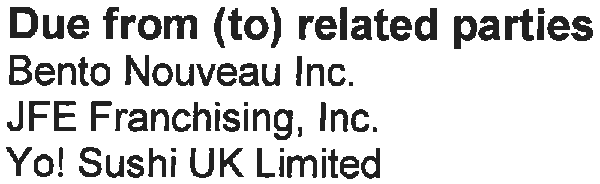 Due from (to) related parties
Bento Nouveau Inc.
JFE Franchising, Inc.
Yo! Sushi UK Limited